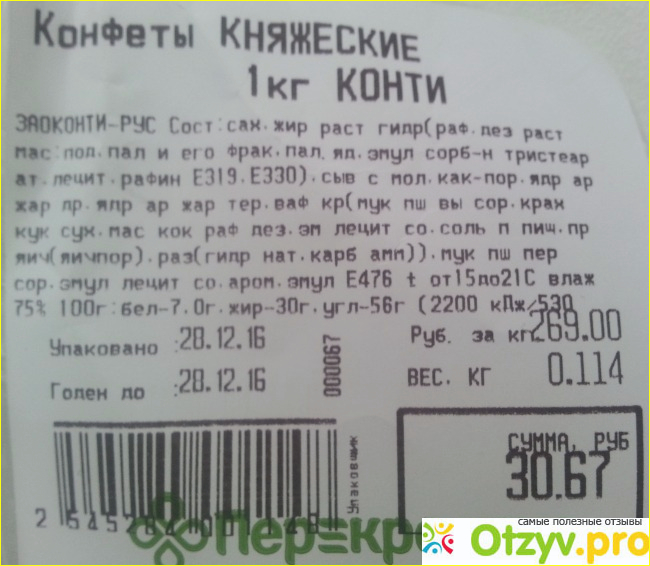 Конфеты КНЯЖЕСКИЕ
1кг КОНТИ
ЗАОКОНТИ-РУС Сост:сах.жир раст гидр(раф.дез раст
мас:под.пал и его фрак.пал. яд.эмул сорб-н тристеар
ат.лецит.рафин Е319.Е330).сыв с мол.как-пор.ядр ар
жар др.ядр ар жар тер.ваф кр(мук пш вы сор.крах
кук сух.мас кок раф дез.эм лецит со.соль п пищ.пр
яич(яичпор).раз(гидр нат.карб амм)).мук пш пер
сор.эмул лецит со.аром.эмул Е476 t от15до21С влаж
75% 100г:бел-7.0г.жир-30г.угл-56г (2200 кДж/530
Упаковано :28.12.16
Годен до :28.12.16
000067
Руб. за кг 269.00
ВЕС. КГ 0.114
Упаковщик
СУММА, РУБ
30.67
2 545284 001148
Перекр
самые полезные отзывы
Otzyv.pro